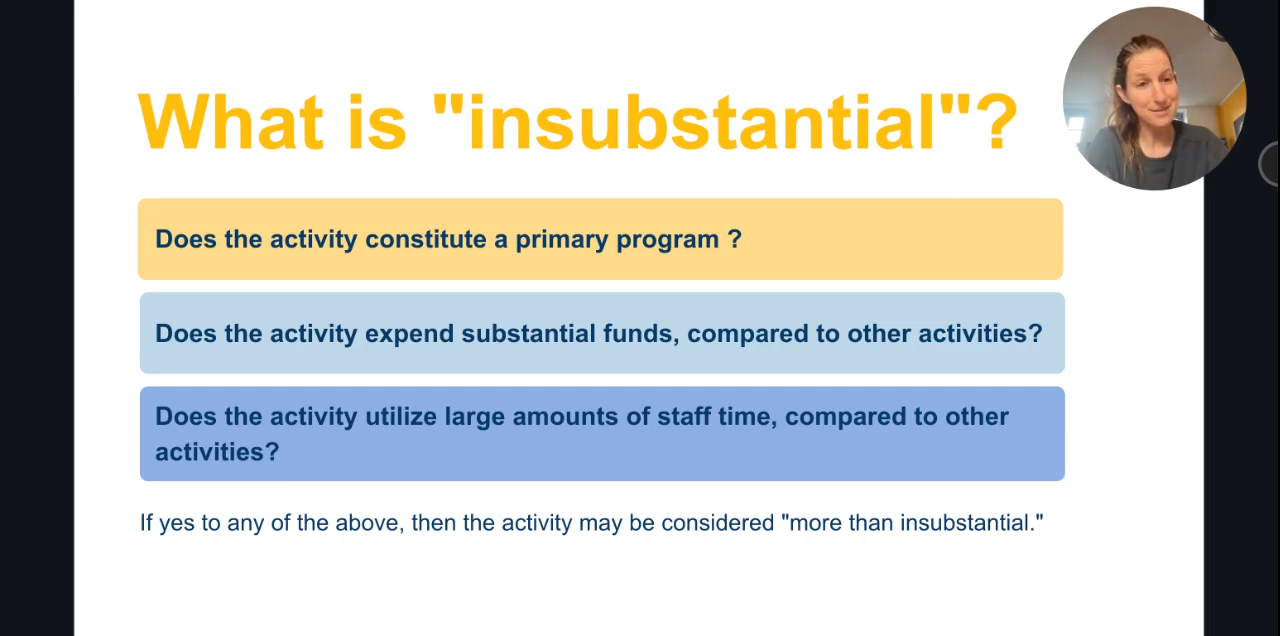 What is "insubstantial"?
Does the activity constitute a primary program ?
Does the activity expend substantial funds, compared to other activities?
Does the activity utilize large amounts of staff time, compared to other
activities?
If yes to any of the above, then the activity may be considered "more than insubstantial."